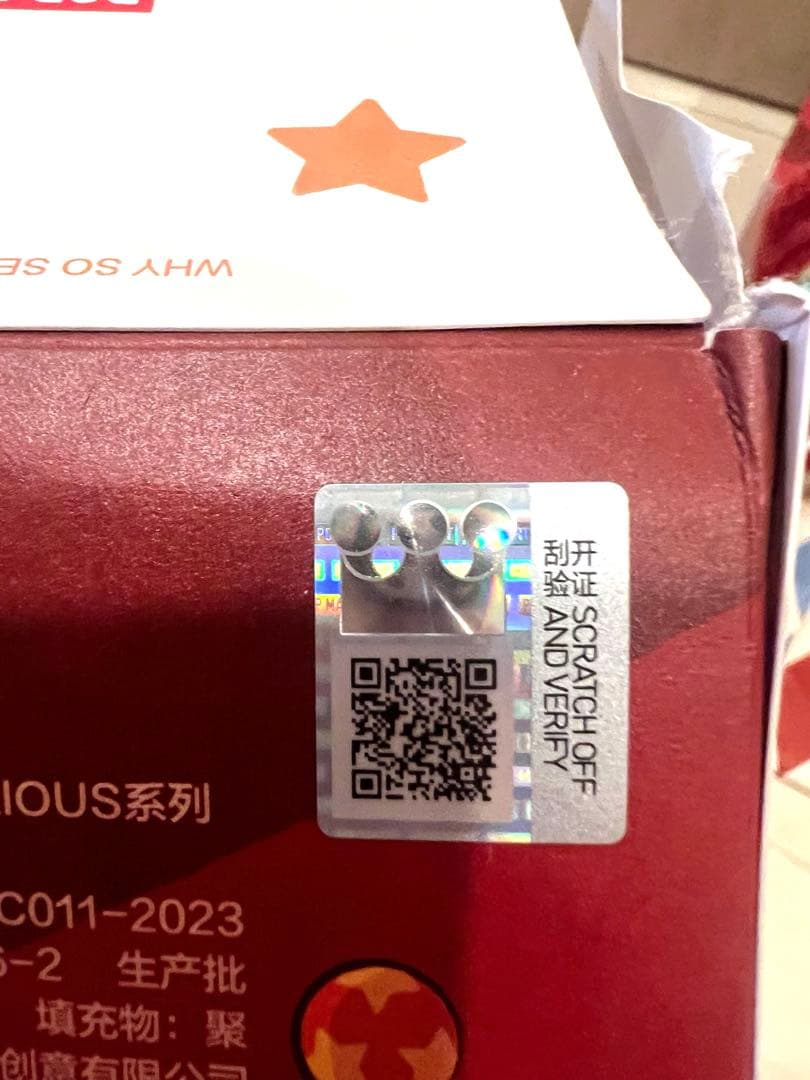 WHY SO SE
刮开
验证
SCRATCH OFF
AND VERIFY
IOUS系列
C011-2023
-2 生产批
填充物：聚
创意有限公司